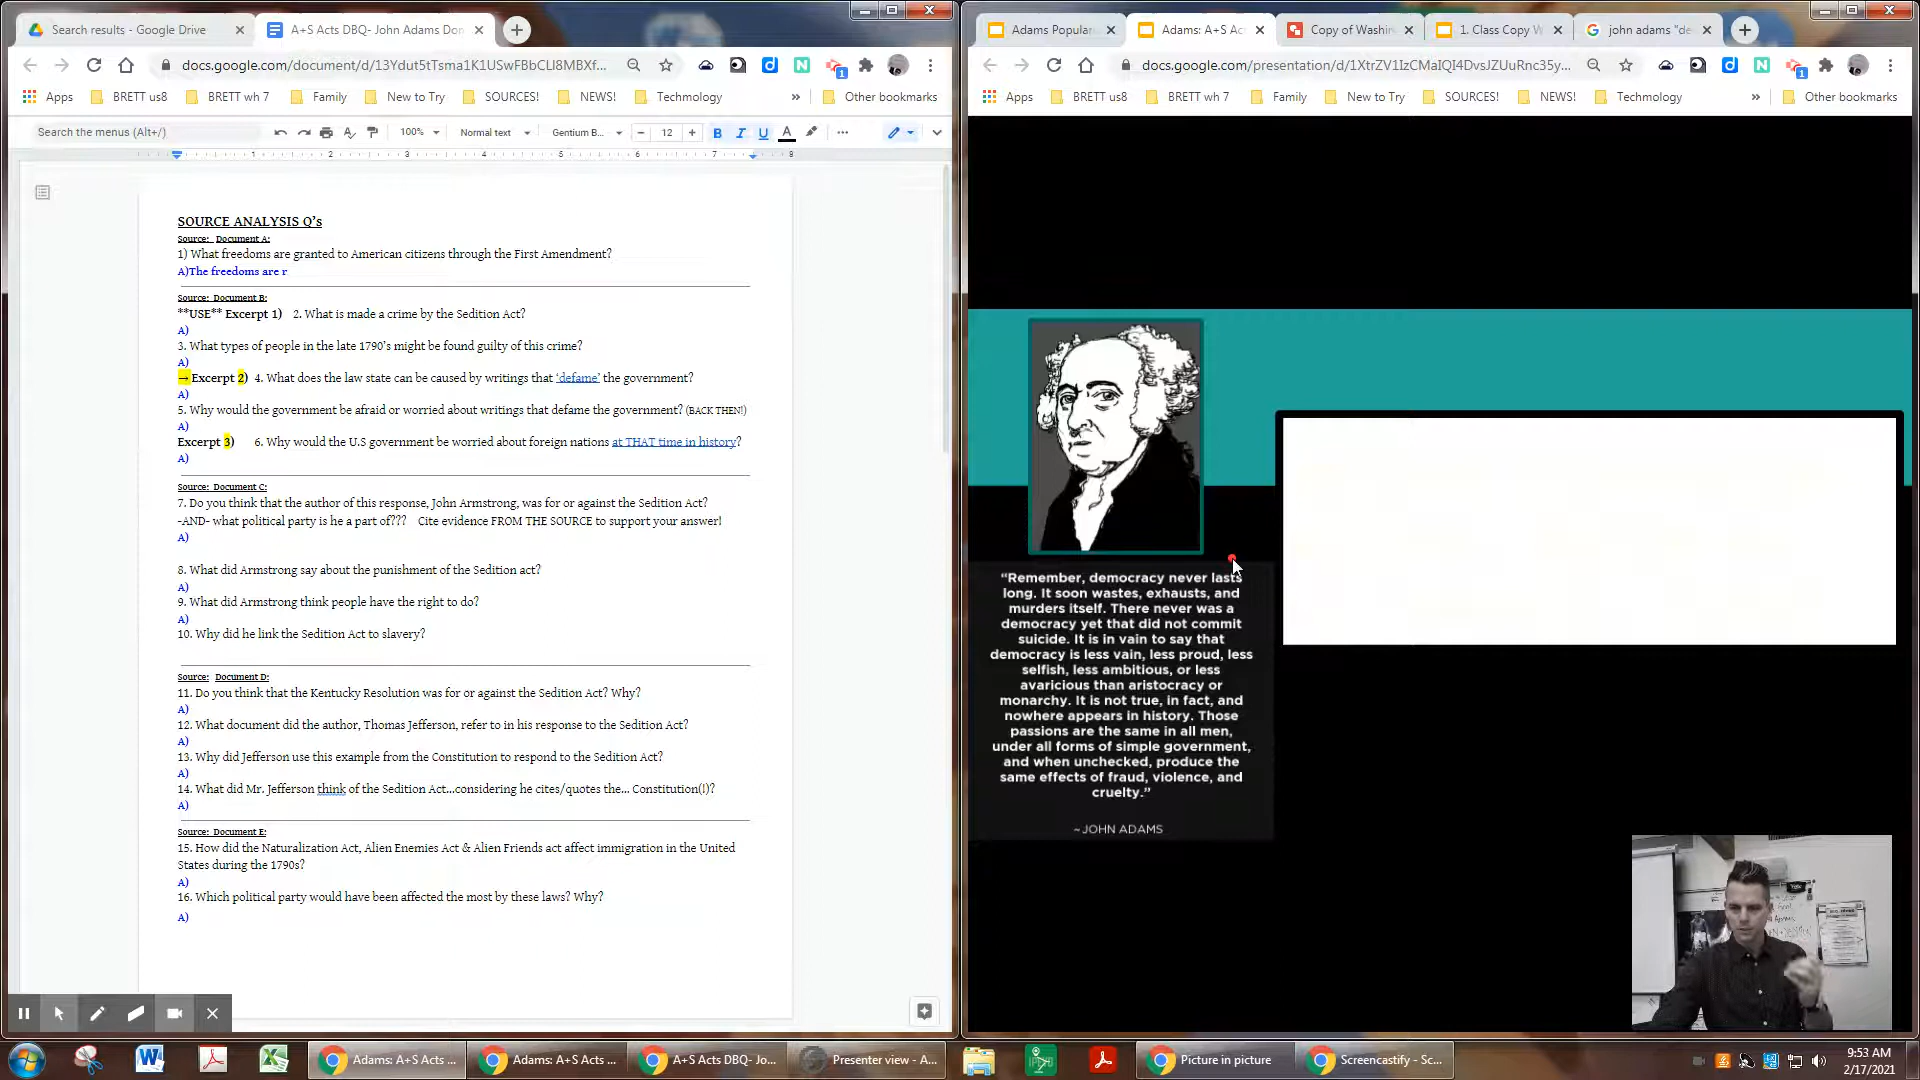 Search results - Google Drive
A+S Acts DBQ- John Adams Don
docs.google.com/document/d/13Ydut5tTsma1K1USwFBbCLl8MBXf...
Apps
BRETT us8
BRETT wh 7
Family
New to Try
SOURCES!
NEWS!
Techmology
»
Other bookmarks
Search the menus (Alt+/)
100%
Normal text
Gentium B...
12
SOURCE ANALYSIS Q's
Source: Document A:
1) What freedoms are granted to American citizens through the First Amendment?
A)The freedoms are r
Source: Document B:
**USE** Excerpt 1) 2. What is made a crime by the Sedition Act?
A)
3. What types of people in the late 1790's might be found guilty of this crime?
A)
→Excerpt 2) 4. What does the law state can be caused by writings that 'defame' the government?
A)
5. Why would the government be afraid or worried about writings that defame the government? (BACK THEN!)
A)
Excerpt 3) 6. Why would the U.S government be worried about foreign nations at THAT time in history?
A)
Source: Document C:
7. Do you think that the author of this response, John Armstrong, was for or against the Sedition Act?
-AND- what political party is he a part of??? Cite evidence FROM THE SOURCE to support your answer!
A)
8. What did Armstrong say about the punishment of the Sedition act?
A)
9. What did Armstrong think people have the right to do?
A)
10. Why did he link the Sedition Act to slavery?
Source: Document D:
11. Do you think that the Kentucky Resolution was for or against the Sedition Act? Why?
A)
12. What document did the author, Thomas Jefferson, refer to in his response to the Sedition Act?
A)
13. Why did Jefferson use this example from the Constitution to respond to the Sedition Act?
A)
14. What did Mr. Jefferson think of the Sedition Act...considering he cites/quotes the... Constitution(!)?
A)
Source: Document E:
15. How did the Naturalization Act, Alien Enemies Act & Alien Friends act affect immigration in the United
States during the 1790s?
A)
16. Which political party would have been affected the most by these laws? Why?
A)
Adams Popular
Adams: A+S Ac
Copy of Washin
1. Class Copy W
john adams "de
docs.google.com/presentation/d/1XtrZV1IzCMaIQI4DvsJZUuRnc35y...
Apps
BRETT us8
BRETT wh 7
Family
New to Try
SOURCES!
NEWS!
Techmology
»
Other bookmarks
"Remember, democracy never lasts
long. It soon wastes, exhausts, and
murders itself. There never was a
democracy yet that did not commit
suicide. It is in vain to say that
democracy is less vain, less proud, less
selfish, less ambitious, or less
avaricious than aristocracy or
monarchy. It is not true, in fact, and
nowhere appears in history. Those
passions are the same in all men,
under all forms of simple government,
and when unchecked, produce the
same effects of fraud, violence, and
cruelty."
~JOHN ADAMS
Adams: A+S Acts ...
Adams: A+S Acts ...
A+S Acts DBQ- Jo...
Presenter view - A...
Picture in picture
Screencastify - Sc...
9:53 AM
2/17/2021